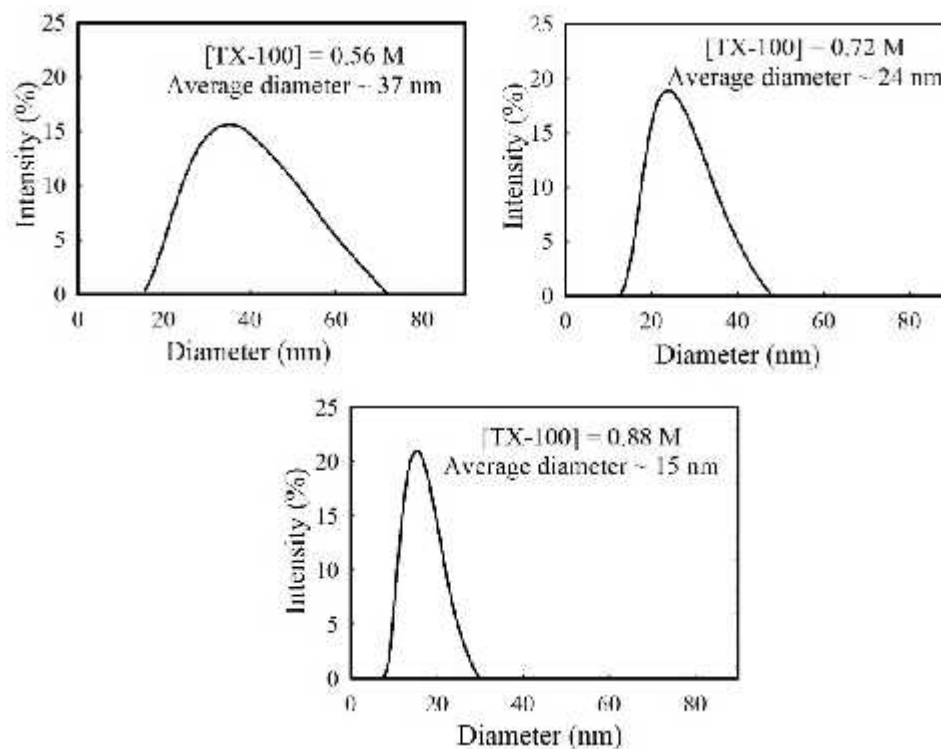 25
20
15
10
5
0
0 20 40 60 80
Intensity (%)
Diameter (nm)
[TX-100] = 0.56 M
Average diameter ~ 37 nm
25
20
15
10
5
0
0 20 40 60 80
Intensity (%)
Diameter (nm)
[TX-100] = 0.72 M
Average diameter ~ 24 nm
25
20
15
10
5
0
0 20 40 60 80
Intensity (%)
Diameter (nm)
[TX-100] = 0.88 M
Average diameter ~ 15 nm